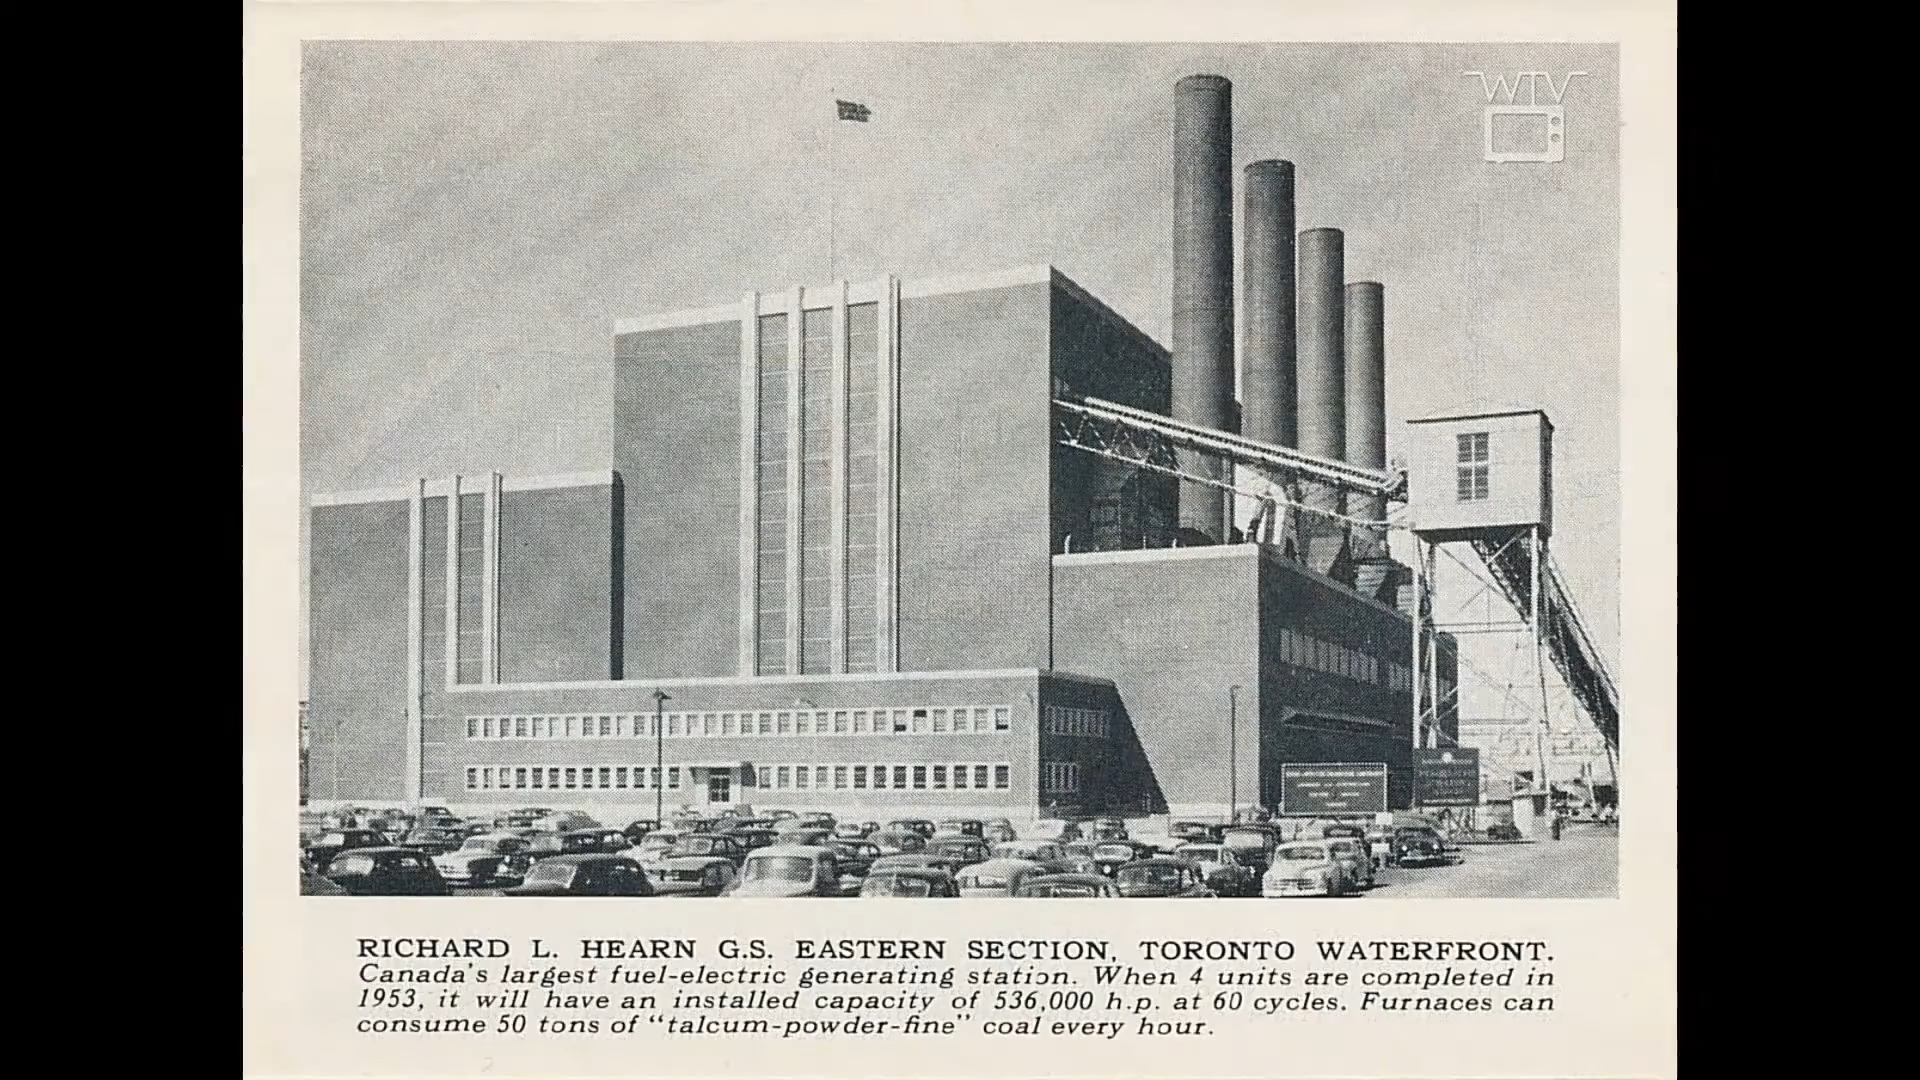 WTV
RICHARD L. HEARN G.S. EASTERN SECTION, TORONTO WATERFRONT.
Canada's largest fuel-electric generating station. When 4 units are completed in
1953, it will have an installed capacity of 536,000 h.p. at 60 cycles. Furnaces can
consume 50 tons of "talcum-powder-fine" coal every hour.